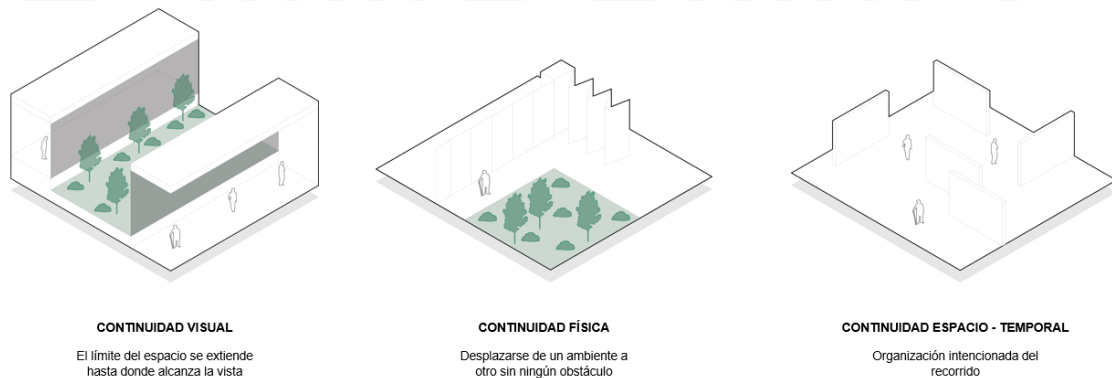 CONTINUIDAD VISUAL
El límite del espacio se extiende
hasta donde alcanza la vista
CONTINUIDAD FÍSICA
Desplazarse de un ambiente a
otro sin ningún obstáculo
CONTINUIDAD ESPACIO - TEMPORAL
Organización intencionada del
recorrido